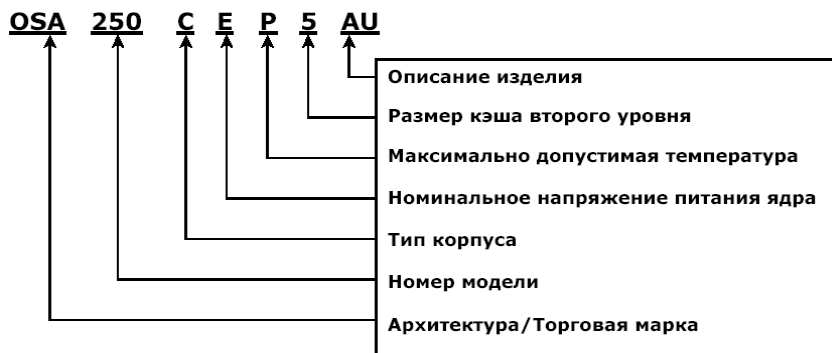 OSA 250 C E P 5 AU
Описание изделия
Размер кэша второго уровня
Максимально допустимая температура
Номинальное напряжение питания ядра
Тип корпуса
Номер модели
Архитектура/Торговая марка